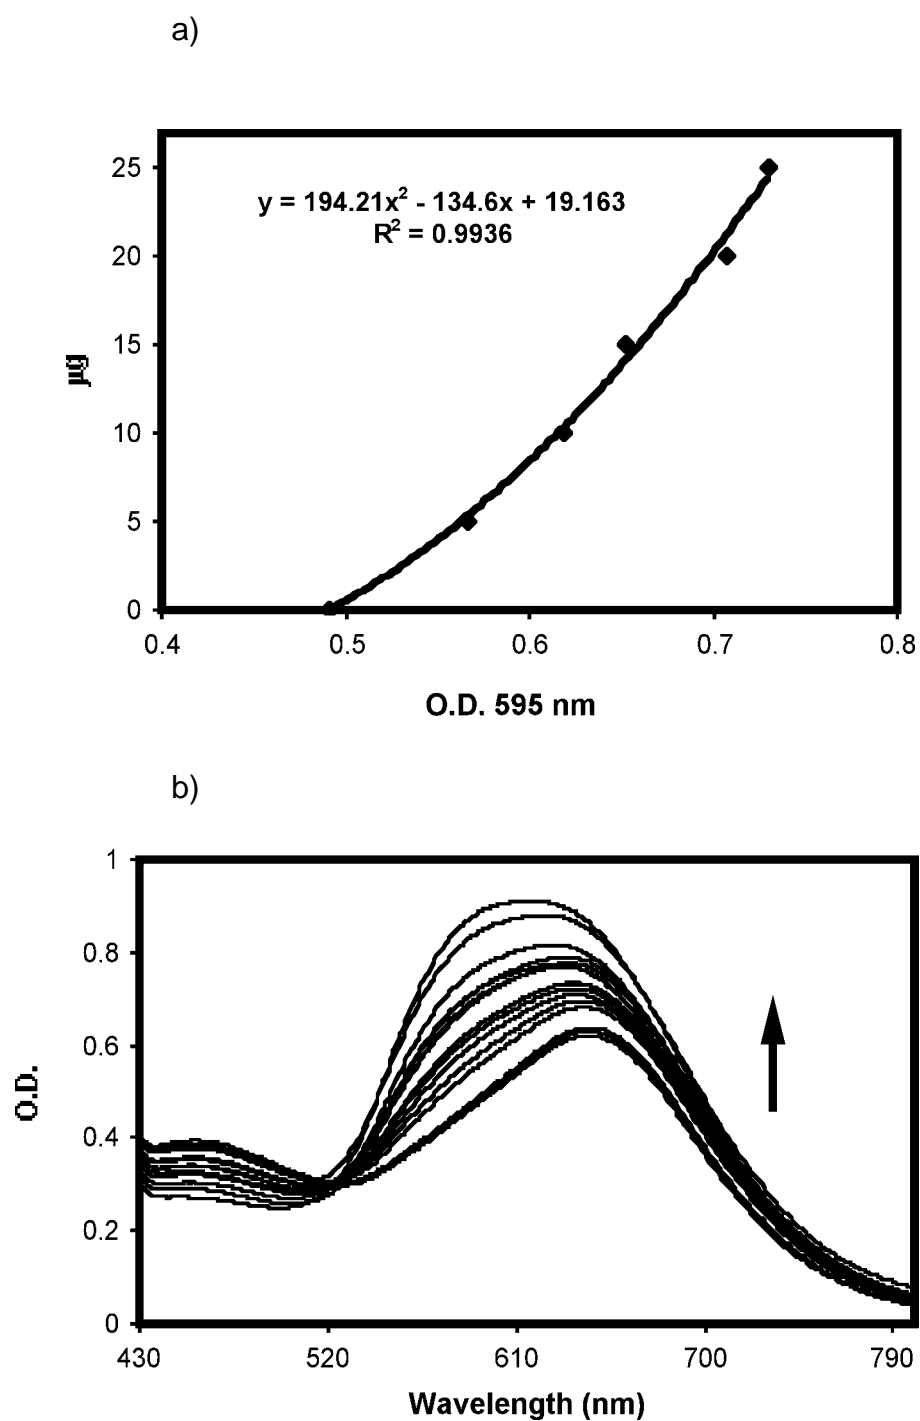 a)
y = 194.21x² - 134.6x + 19.163
R² = 0.9936
25
20
15
10
5
0
µg
0.4 0.5 0.6 0.7 0.8
O.D. 595 nm
b)
1
0.8
0.6
0.4
0.2
0
O.D.
430 520 610 700 790
Wavelength (nm)